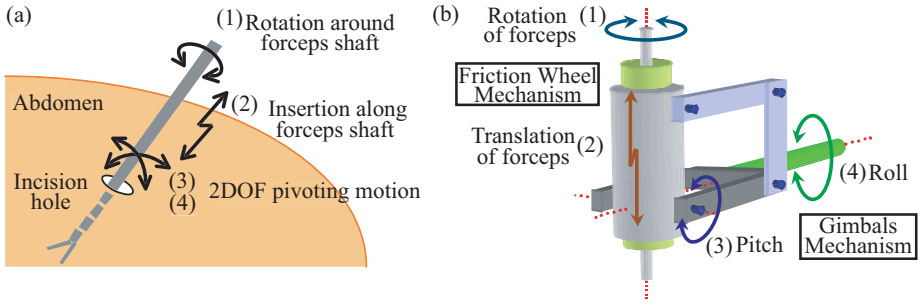 (a)
(1) Rotation around
forceps shaft
Abdomen
(2) Insertion along
forceps shaft
Incision
hole
(3) 2DOF pivoting motion
(4)
(b)
Rotation (1)
of forceps
Friction Wheel
Mechanism
Translation (2)
of forceps
(4) Roll
(3) Pitch
Gimbals
Mechanism